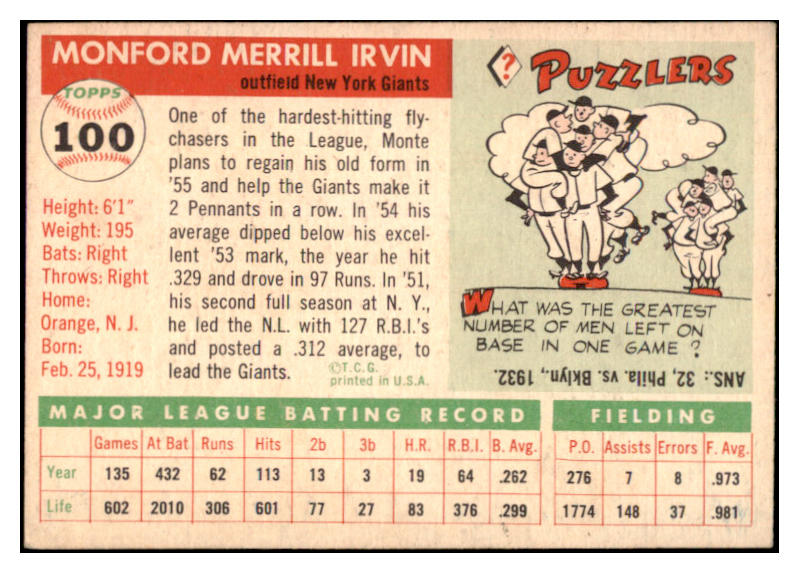 MONFORD MERRILL IRVIN
outfield New York Giants
TOPPS
100
Height: 6'1"
Weight: 195
Bats: Right
Throws: Right
Home:
Orange, N. J.
Born:
Feb. 25, 1919
One of the hardest-hitting fly-
chasers in the League, Monte
plans to regain his old form in
'55 and help the Giants make it
2 Pennants in a row. In '54 his
average dipped below his excel-
lent '53 mark, the year he hit
.329 and drove in 97 Runs. In '51,
his second full season at N. Y.,
he led the N.L. with 127 R.B.I.'s
and posted a .312 average, to
lead the Giants.
©T.C.G.
printed in U.S.A.
? PUZZLERS
WHAT WAS THE GREATEST
NUMBER OF MEN LEFT ON
BASE IN ONE GAME ?
ANS.: 32, Phila. vs. Bklyn., 1932.
MAJOR LEAGUE BATTING RECORD FIELDING
Games At Bat Runs Hits 2b 3b H.R. R.B.I. B. Avg. P.O. Assists Errors F. Avg.
Year 135 432 62 113 13 3 19 64 .262 276 7 8 .973
Life 602 2010 306 601 77 27 83 376 .299 1774 148 37 .981